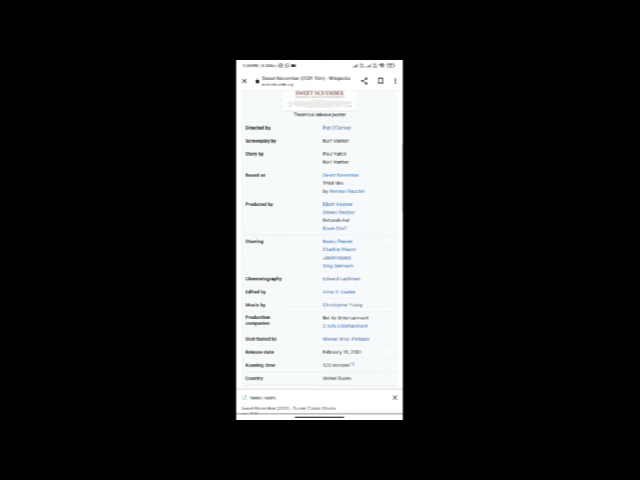 Sweet November (2001 film) - Wikipedia
SWEET NOVEMBER
Theatrical release poster
Directed by Pat O'Connor
Screenplay by Kurt Voelker
Story by Paul Yurick
Kurt Voelker
Based on Sweet November
1968 film
by Herman Raucher
Produced by Elliott Kastner
Steven Reuther
Deborah Aal
Erwin Stoff
Starring Keanu Reeves
Charlize Theron
Jason Isaacs
Greg Germann
Cinematography Edward Lachman
Edited by Anne V. Coates
Music by Christopher Young
Production companies
Bel Air Entertainment
3 Arts Entertainment
Distributed by Warner Bros. Pictures
Release date February 16, 2001
Running time 120 minutes
Country United States
Sweet November (2001) - Turner Classic Movies